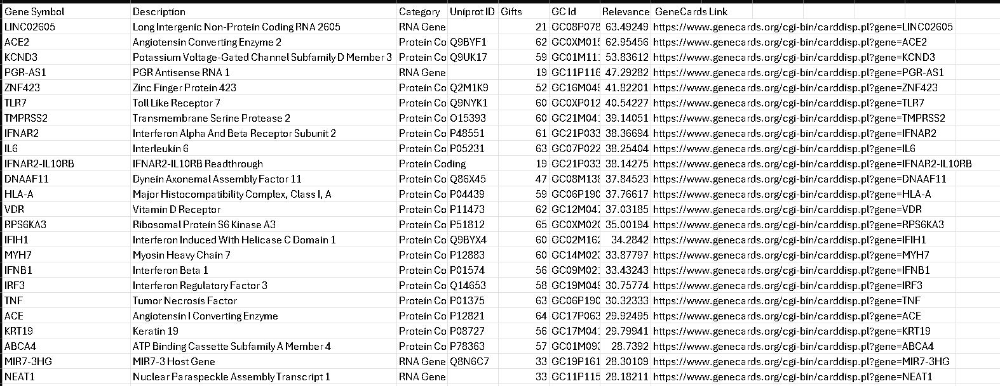 Gene Symbol Description Category Uniprot ID Gifts GC Id Relevance GeneCards Link
LINC02605 Long Intergenic Non-Protein Coding RNA 2605 RNA Gene 21 GC08P078 63.49249 https://www.genecards.org/cgi-bin/carddisp.pl?gene=LINC02605
ACE2 Angiotensin Converting Enzyme 2 Protein Co Q9BYF1 62 GC0XM015 62.95456 https://www.genecards.org/cgi-bin/carddisp.pl?gene=ACE2
KCND3 Potassium Voltage-Gated Channel Subfamily D Member 3 Protein Co Q9UK17 59 GC01M111 53.83612 https://www.genecards.org/cgi-bin/carddisp.pl?gene=KCND3
PGR-AS1 PGR Antisense RNA 1 RNA Gene 19 GC11P116 47.29282 https://www.genecards.org/cgi-bin/carddisp.pl?gene=PGR-AS1
ZNF423 Zinc Finger Protein 423 Protein Co Q2M1K9 52 GC16M049 41.82201 https://www.genecards.org/cgi-bin/carddisp.pl?gene=ZNF423
TLR7 Toll Like Receptor 7 Protein Co Q9NYK1 60 GC0XP012 40.54227 https://www.genecards.org/cgi-bin/carddisp.pl?gene=TLR7
TMPRSS2 Transmembrane Serine Protease 2 Protein Co O15393 60 GC21M041 39.14051 https://www.genecards.org/cgi-bin/carddisp.pl?gene=TMPRSS2
IFNAR2 Interferon Alpha And Beta Receptor Subunit 2 Protein Co P48551 61 GC21P033 38.36694 https://www.genecards.org/cgi-bin/carddisp.pl?gene=IFNAR2
IL6 Interleukin 6 Protein Co P05231 63 GC07P022 38.25404 https://www.genecards.org/cgi-bin/carddisp.pl?gene=IL6
IFNAR2-IL10RB IFNAR2-IL10RB Readthrough Protein Coding 19 GC21P033 38.14275 https://www.genecards.org/cgi-bin/carddisp.pl?gene=IFNAR2-IL10RB
DNAAF11 Dynein Axonemal Assembly Factor 11 Protein Co Q86X45 47 GC08M138 37.84523 https://www.genecards.org/cgi-bin/carddisp.pl?gene=DNAAF11
HLA-A Major Histocompatibility Complex, Class I, A Protein Co P04439 59 GC06P190 37.76617 https://www.genecards.org/cgi-bin/carddisp.pl?gene=HLA-A
VDR Vitamin D Receptor Protein Co P11473 62 GC12M047 37.03185 https://www.genecards.org/cgi-bin/carddisp.pl?gene=VDR
RPS6KA3 Ribosomal Protein S6 Kinase A3 Protein Co P51812 65 GC0XM020 35.00194 https://www.genecards.org/cgi-bin/carddisp.pl?gene=RPS6KA3
IFIH1 Interferon Induced With Helicase C Domain 1 Protein Co Q9BYX4 60 GC02M162 34.2842 https://www.genecards.org/cgi-bin/carddisp.pl?gene=IFIH1
MYH7 Myosin Heavy Chain 7 Protein Co P12883 60 GC14M023 33.87797 https://www.genecards.org/cgi-bin/carddisp.pl?gene=MYH7
IFNB1 Interferon Beta 1 Protein Co P01574 56 GC09M021 33.43243 https://www.genecards.org/cgi-bin/carddisp.pl?gene=IFNB1
IRF3 Interferon Regulatory Factor 3 Protein Co Q14653 58 GC19M049 30.75774 https://www.genecards.org/cgi-bin/carddisp.pl?gene=IRF3
TNF Tumor Necrosis Factor Protein Co P01375 63 GC06P190 30.32333 https://www.genecards.org/cgi-bin/carddisp.pl?gene=TNF
ACE Angiotensin I Converting Enzyme Protein Co P12821 64 GC17P063 29.92495 https://www.genecards.org/cgi-bin/carddisp.pl?gene=ACE
KRT19 Keratin 19 Protein Co P08727 56 GC17M041 29.79941 https://www.genecards.org/cgi-bin/carddisp.pl?gene=KRT19
ABCA4 ATP Binding Cassette Subfamily A Member 4 Protein Co P78363 57 GC01M093 28.7392 https://www.genecards.org/cgi-bin/carddisp.pl?gene=ABCA4
MIR7-3HG MIR7-3 Host Gene RNA Gene Q8N6C7 33 GC19P161 28.30109 https://www.genecards.org/cgi-bin/carddisp.pl?gene=MIR7-3HG
NEAT1 Nuclear Paraspeckle Assembly Transcript 1 RNA Gene 33 GC11P115 28.18211 https://www.genecards.org/cgi-bin/carddisp.pl?gene=NEAT1